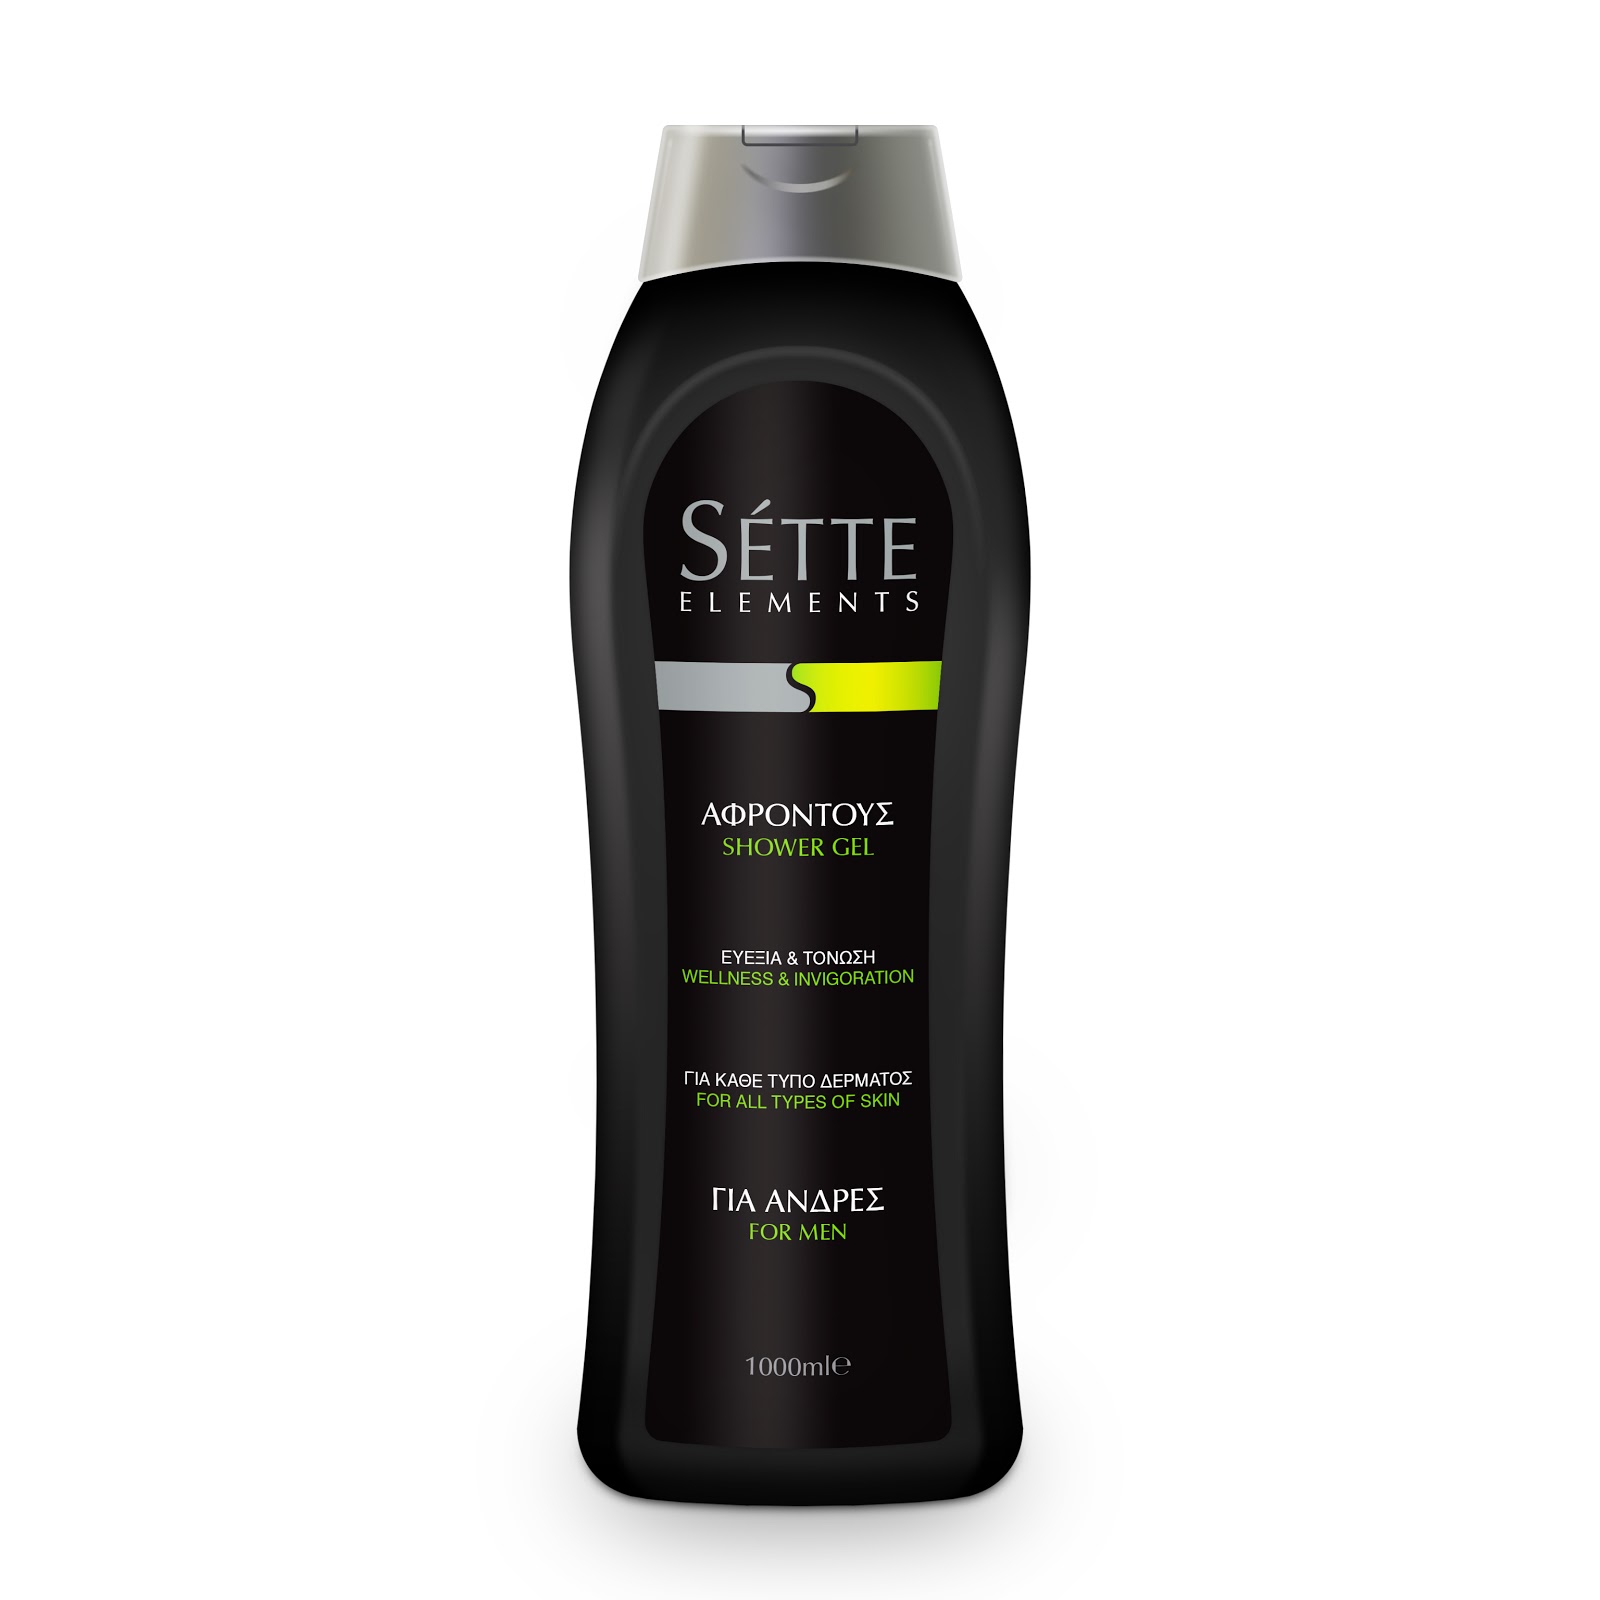 SÉTTE
ELEMENTS
ΑΦΡΟΝΤΟΥΣ
SHOWER GEL
ΕΥΕΞΙΑ & ΤΟΝΩΣΗ
WELLNESS & INVIGORATION
ΓΙΑ ΚΑΘΕ ΤΥΠΟ ΔΕΡΜΑΤΟΣ
FOR ALL TYPES OF SKIN
ΓΙΑ ΑΝΔΡΕΣ
FOR MEN
1000ml℮